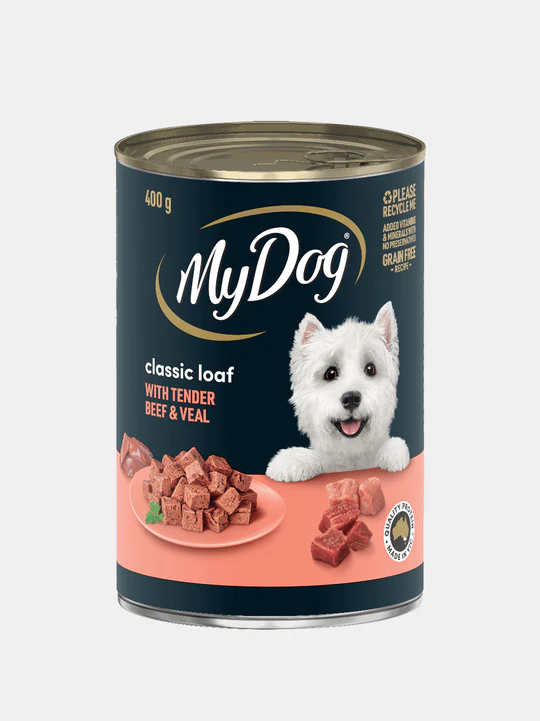 400 g
PLEASE
RECYCLE ME
ADDED VITAMINS
& MINERALS WITH
NO PRESERVATIVES
GRAIN FREE
- RECIPE -
My Dog®
classic loaf
WITH TENDER
BEEF & VEAL
QUALITY PROTEIN
MADE IN VIC